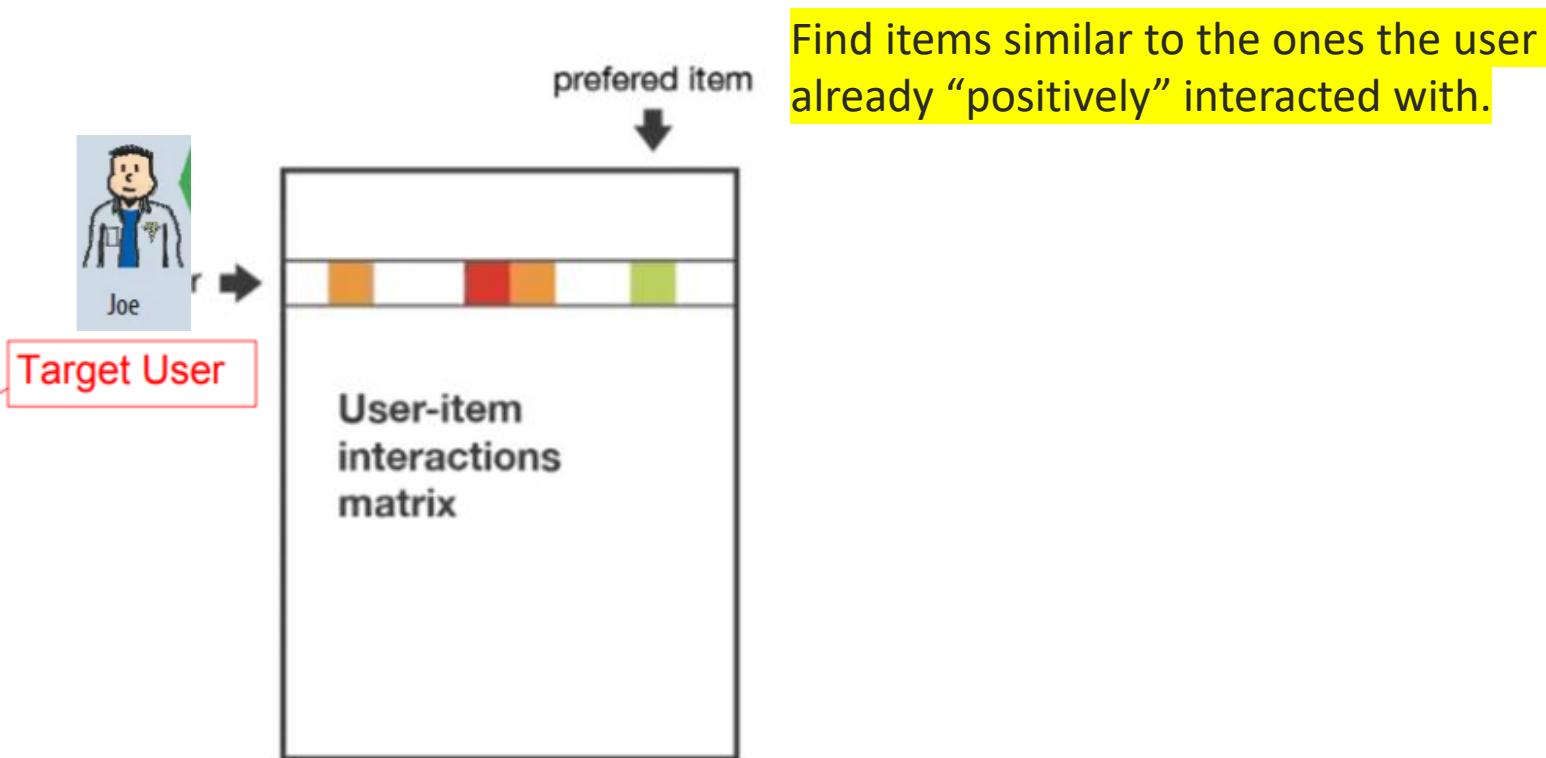 Find items similar to the ones the user
already “positively” interacted with.
prefered item
r
Joe
Target User
User-item
interactions
matrix